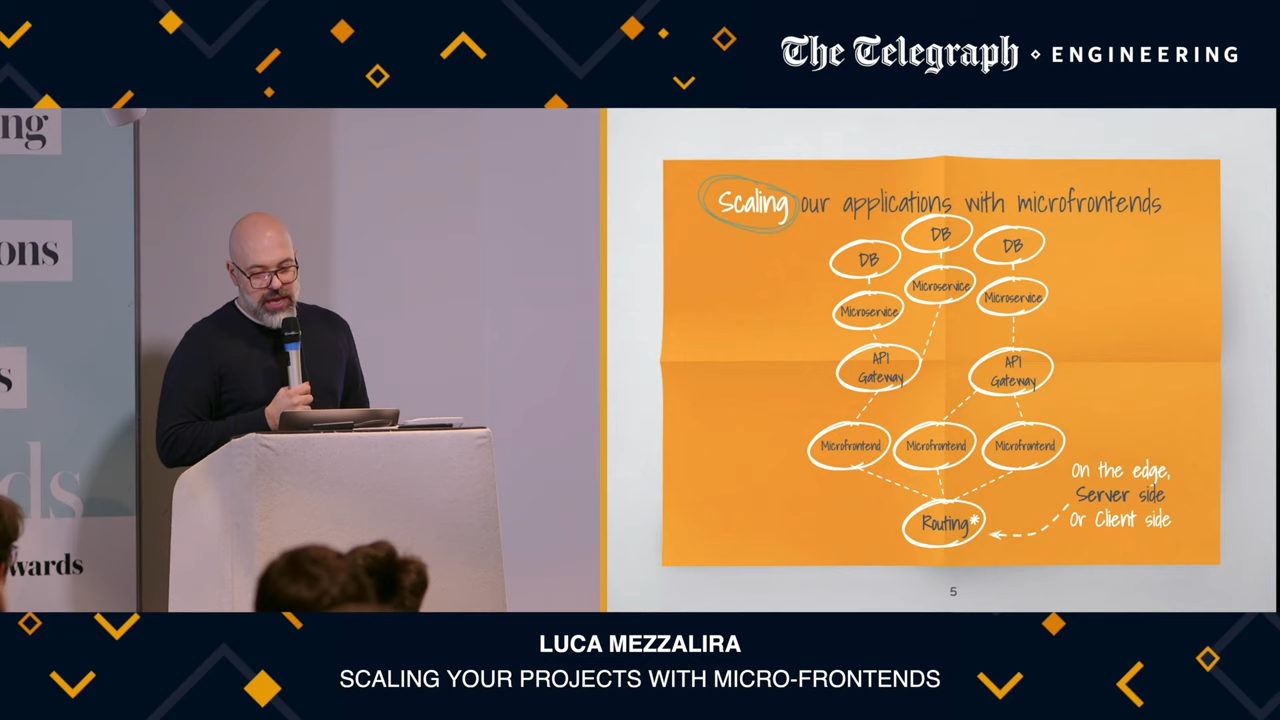 The Telegraph ENGINEERING
ng
ons
s
ds
wards
Scaling our applications with microfrontends
DB
DB
DB
Microservice
Microservice
Microservice
API
Gateway
API
Gateway
Microfrontend
Microfrontend
Microfrontend
On the edge,
Server side
Or Client side
Routing*
5
LUCA MEZZALIRA
SCALING YOUR PROJECTS WITH MICRO-FRONTENDS